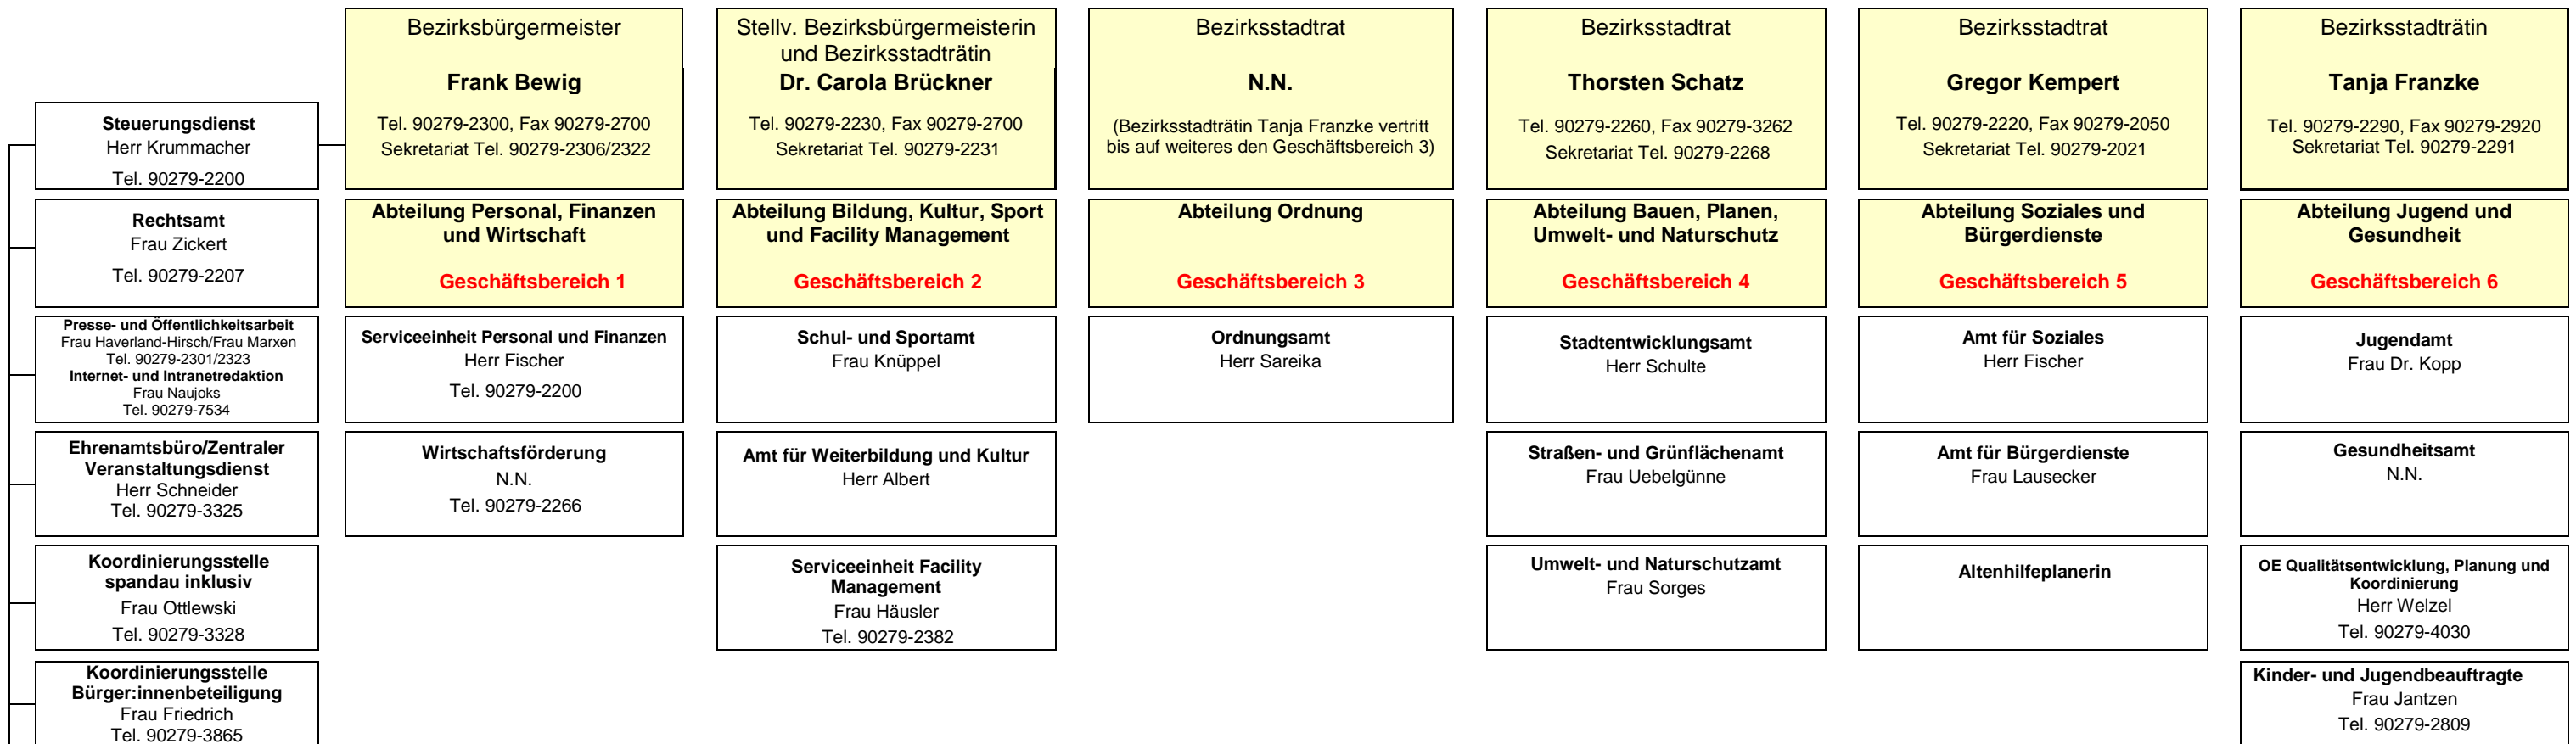 Bezirksbürgermeister
Frank Bewig
Tel. 90279-2300, Fax 90279-2700
Sekretariat Tel. 90279-2306/2322
Stellv. Bezirksbürgermeisterin
und Bezirksstadträtin
Dr. Carola Brückner
Tel. 90279-2230, Fax 90279-2700
Sekretariat Tel. 90279-2231
Bezirksstadtrat
N.N.
(Bezirksstadträtin Tanja Franzke vertritt
bis auf weiteres den Geschäftsbereich 3)
Bezirksstadtrat
Thorsten Schatz
Tel. 90279-2260, Fax 90279-3262
Sekretariat Tel. 90279-2268
Bezirksstadtrat
Gregor Kempert
Tel. 90279-2220, Fax 90279-2050
Sekretariat Tel. 90279-2021
Bezirksstadträtin
Tanja Franzke
Tel. 90279-2290, Fax 90279-2920
Sekretariat Tel. 90279-2291
Steuerungsdienst
Herr Krummacher
Tel. 90279-2200
Rechtsamt
Frau Zickert
Tel. 90279-2207
Abteilung Personal, Finanzen
und Wirtschaft
Geschäftsbereich 1
Abteilung Bildung, Kultur, Sport
und Facility Management
Geschäftsbereich 2
Abteilung Ordnung
Geschäftsbereich 3
Abteilung Bauen, Planen,
Umwelt- und Naturschutz
Geschäftsbereich 4
Abteilung Soziales und
Bürgerdienste
Geschäftsbereich 5
Abteilung Jugend und
Gesundheit
Geschäftsbereich 6
Presse- und Öffentlichkeitsarbeit
Frau Haverland-Hirsch/Frau Marxen
Tel. 90279-2301/2323
Internet- und Intranetredaktion
Frau Naujoks
Tel. 90279-7534
Serviceeinheit Personal und Finanzen
Herr Fischer
Tel. 90279-2200
Schul- und Sportamt
Frau Knüppel
Ordnungsamt
Herr Sareika
Stadtentwicklungsamt
Herr Schulte
Amt für Soziales
Herr Fischer
Jugendamt
Frau Dr. Kopp
Ehrenamtsbüro/Zentraler
Veranstaltungsdienst
Herr Schneider
Tel. 90279-3325
Wirtschaftsförderung
N.N.
Tel. 90279-2266
Amt für Weiterbildung und Kultur
Herr Albert
Straßen- und Grünflächenamt
Frau Uebelgünne
Amt für Bürgerdienste
Frau Lausecker
Gesundheitsamt
N.N.
Koordinierungsstelle
spandau inklusiv
Frau Ottlewski
Tel. 90279-3328
Serviceeinheit Facility
Management
Frau Häusler
Tel. 90279-2382
Umwelt- und Naturschutzamt
Frau Sorges
Altenhilfeplanerin
OE Qualitätsentwicklung, Planung und
Koordinierung
Herr Welzel
Tel. 90279-4030
Koordinierungsstelle
Bürger:innenbeteiligung
Frau Friedrich
Tel. 90279-3865
Kinder- und Jugendbeauftragte
Frau Jantzen
Tel. 90279-2809